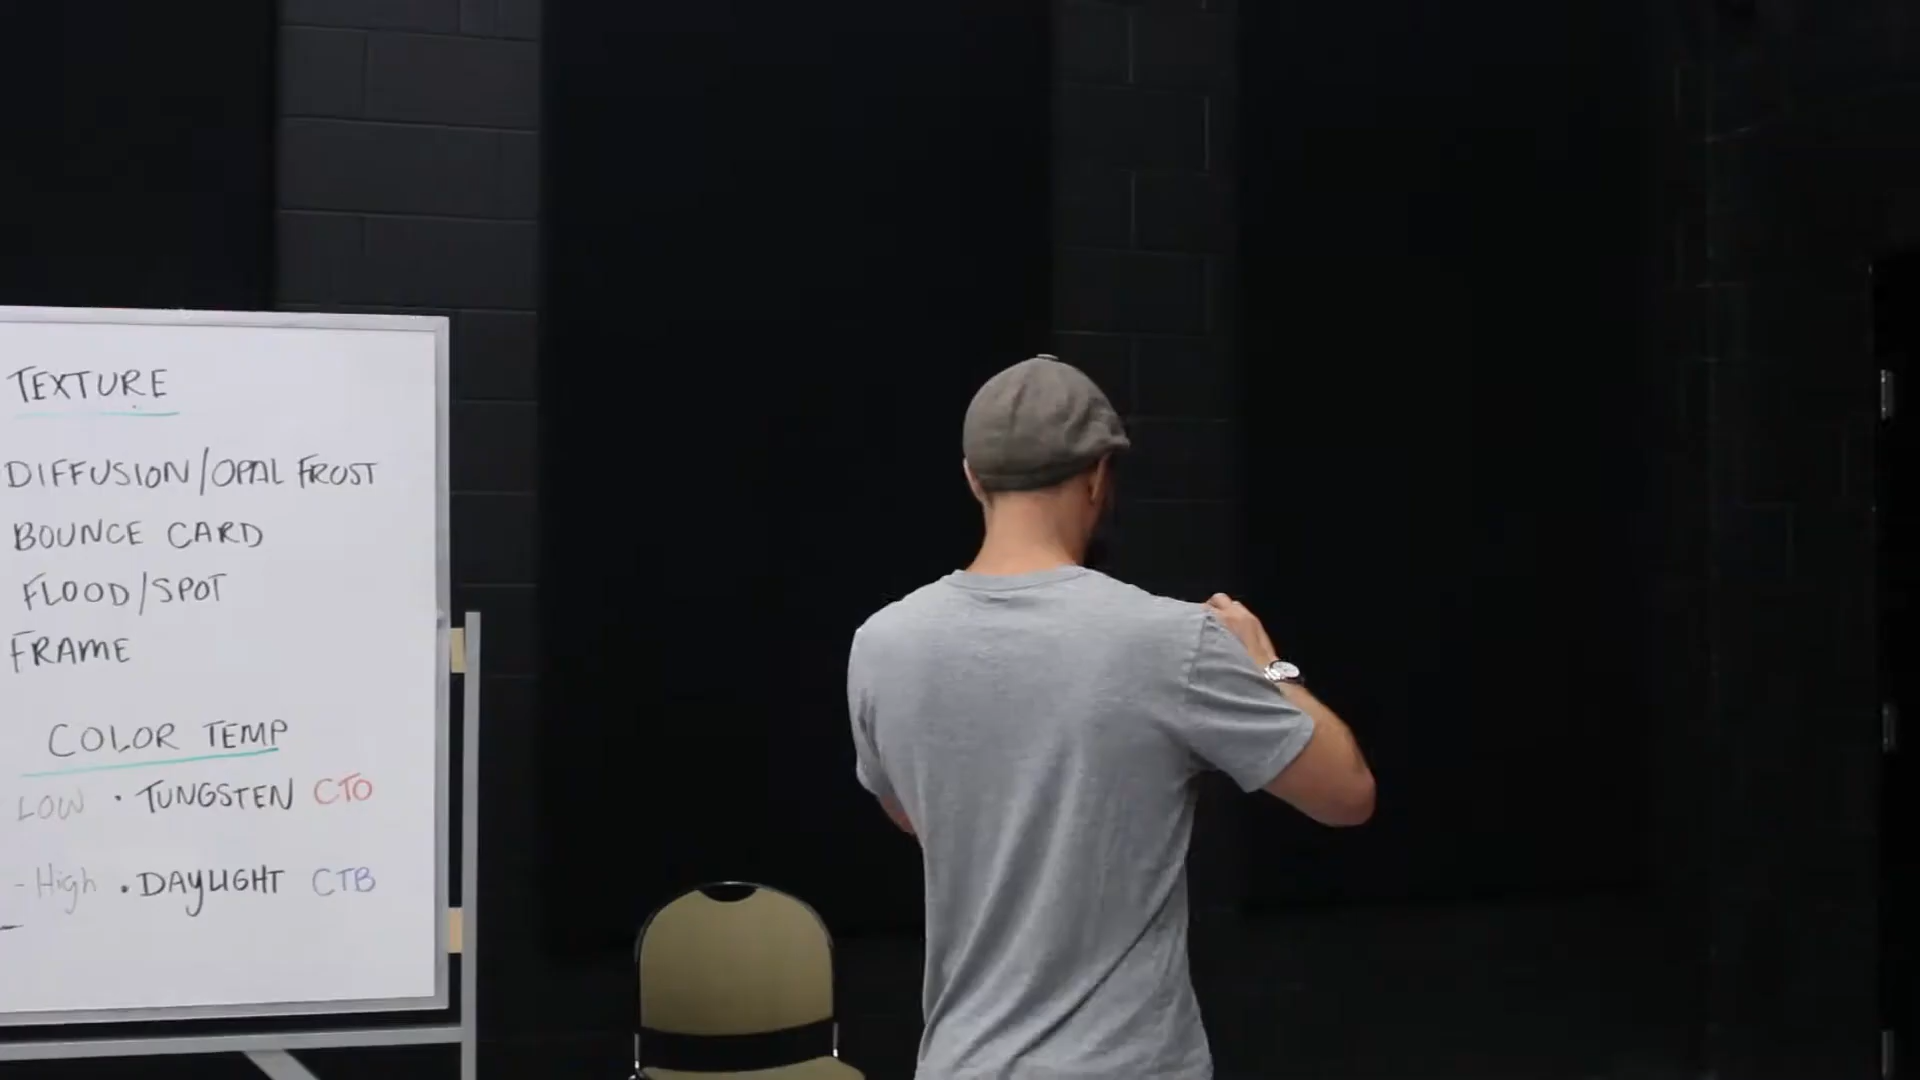 TEXTURE
DIFFUSION/OPAL FROST
BOUNCE CARD
FLOOD/SPOT
FRAME
COLOR TEMP
LOW • TUNGSTEN CTO
- High • DAYLIGHT CTB